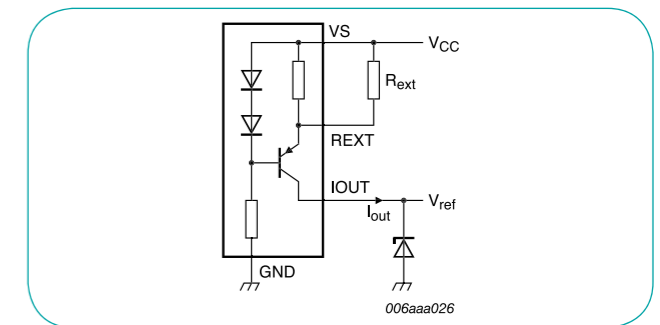 VS
VCC
Rext
REXT
IOUT
Iout
Vref
GND
006aaa026